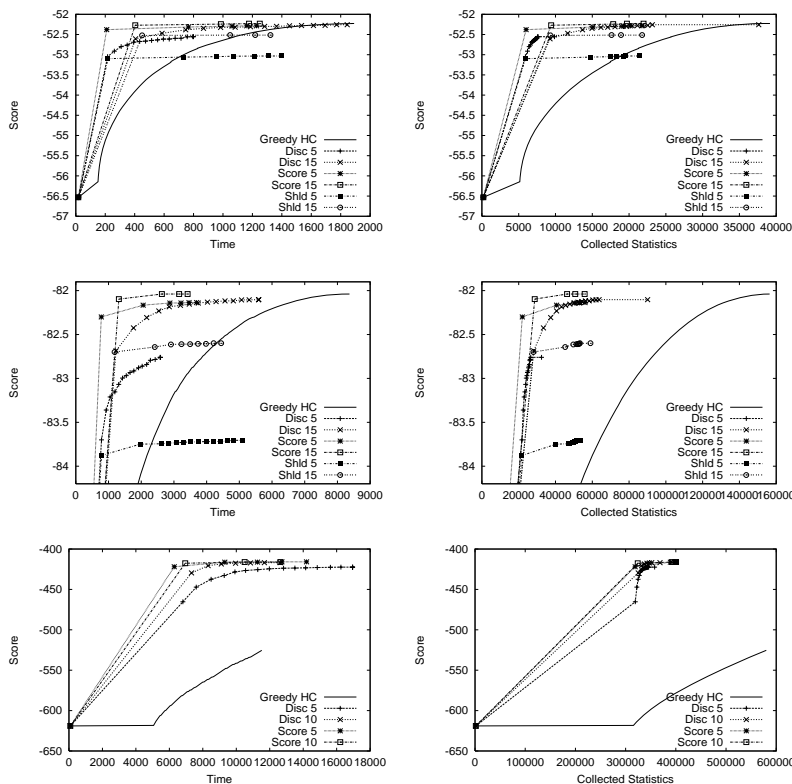 -52
-52.5
-53
-53.5
-54
-54.5
-55
-55.5
-56
-56.5
-57
Score
0 200 400 600 800 1000 1200 1400 1600 1800 2000
Time
Greedy HC
Disc 5
Disc 15
Score 5
Score 15
Shld 5
Shld 15
-52
-52.5
-53
-53.5
-54
-54.5
-55
-55.5
-56
-56.5
-57
Score
0 5000 10000 15000 20000 25000 30000 35000 40000
Collected Statistics
Greedy HC
Disc 5
Disc 15
Score 5
Score 15
Shld 5
Shld 15
-82
-82.5
-83
-83.5
-84
Score
0 1000 2000 3000 4000 5000 6000 7000 8000 9000
Time
Greedy HC
Disc 5
Disc 15
Score 5
Score 15
Shld 5
Shld 15
-82
-82.5
-83
-83.5
-84
Score
0 20000 40000 60000 80000 100000 120000 140000 160000
Collected Statistics
Greedy HC
Disc 5
Disc 15
Score 5
Score 15
Shld 5
Shld 15
-400
-450
-500
-550
-600
-650
Score
0 2000 4000 6000 8000 10000 12000 14000 16000 18000
Time
Greedy HC
Disc 5
Disc 10
Score 5
Score 10
-400
-450
-500
-550
-600
-650
Score
0 100000 200000 300000 400000 500000 600000
Collected Statistics
Greedy HC
Disc 5
Disc 10
Score 5
Score 10